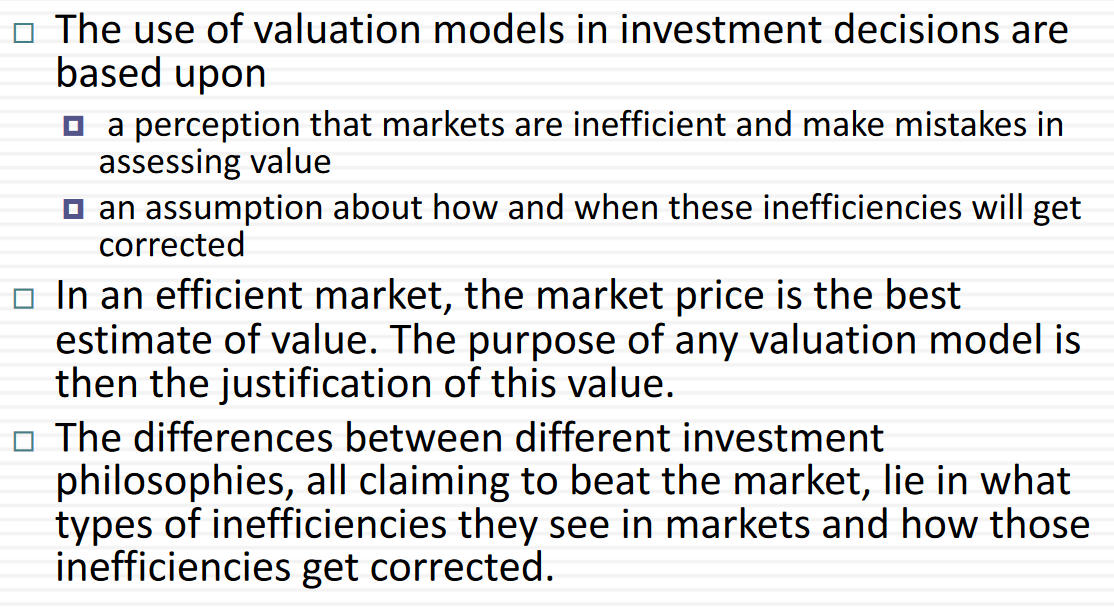 The use of valuation models in investment decisions are
based upon
a perception that markets are inefficient and make mistakes in
assessing value
an assumption about how and when these inefficiencies will get
corrected
In an efficient market, the market price is the best
estimate of value. The purpose of any valuation model is
then the justification of this value.
The differences between different investment
philosophies, all claiming to beat the market, lie in what
types of inefficiencies they see in markets and how those
inefficiencies get corrected.